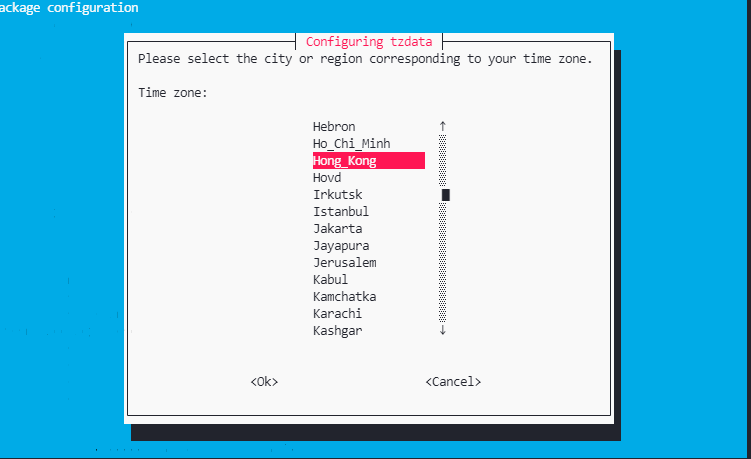 ackage configuration
Configuring tzdata
Please select the city or region corresponding to your time zone.
Time zone:
Hebron
Ho_Chi_Minh
Hong_Kong
Hovd
Irkutsk
Istanbul
Jakarta
Jayapura
Jerusalem
Kabul
Kamchatka
Karachi
Kashgar
<Ok> <Cancel>